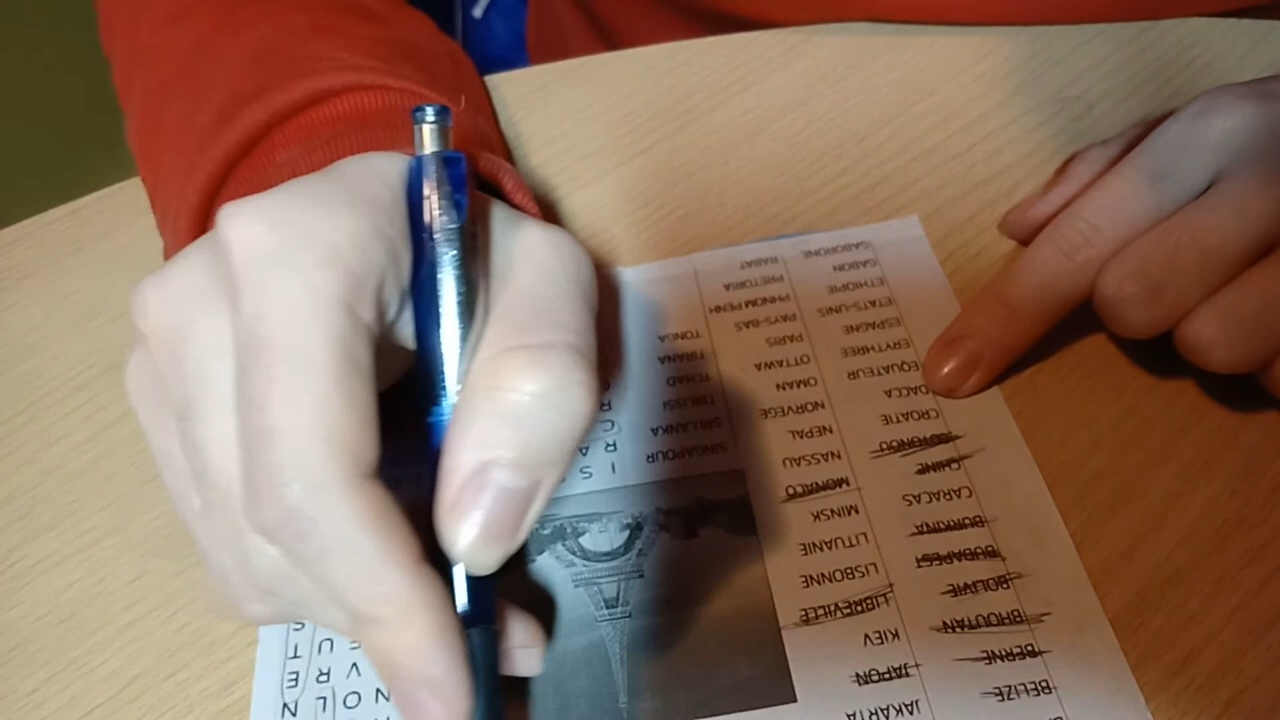 BELIZE
BERNE
BHOUTAN
BOLIVIE
BUDAPEST
BURKINA
CARACAS
CHINE
COTONOU
CROATIE
DACCA
EQUATEUR
ERYTHREE
ESPAGNE
ETATS-UNIS
ETHIOPIE
GABON
GABORONE
JAKARTA
JAPON
KIEV
LIBREVILLE
LISBONNE
LITUANIE
MINSK
MONACO
NASSAU
NEPAL
NORVEGE
OMAN
OTTAWA
PARIS
PAYS-BAS
PHNOM PENH
PRETORIA
RABAT
SINGAPOUR
SRI LANKA
TIBLISSI
TCHAD
TIRANA
TONGA